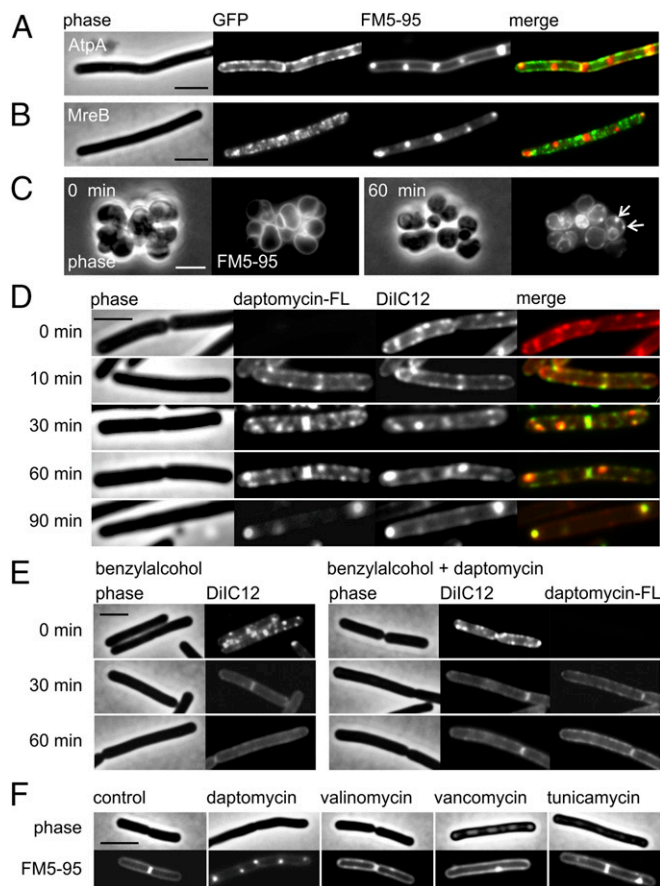 phase GFP FM5-95 merge
A AtpA
B MreB
C 0 min 60 min
phase FM5-95
D phase daptomycin-FL DiIC12 merge
0 min
10 min
30 min
60 min
90 min
E benzylalcohol benzylalcohol + daptomycin
phase DiIC12 phase DiIC12 daptomycin-FL
0 min
30 min
60 min
F control daptomycin valinomycin vancomycin tunicamycin
phase
FM5-95